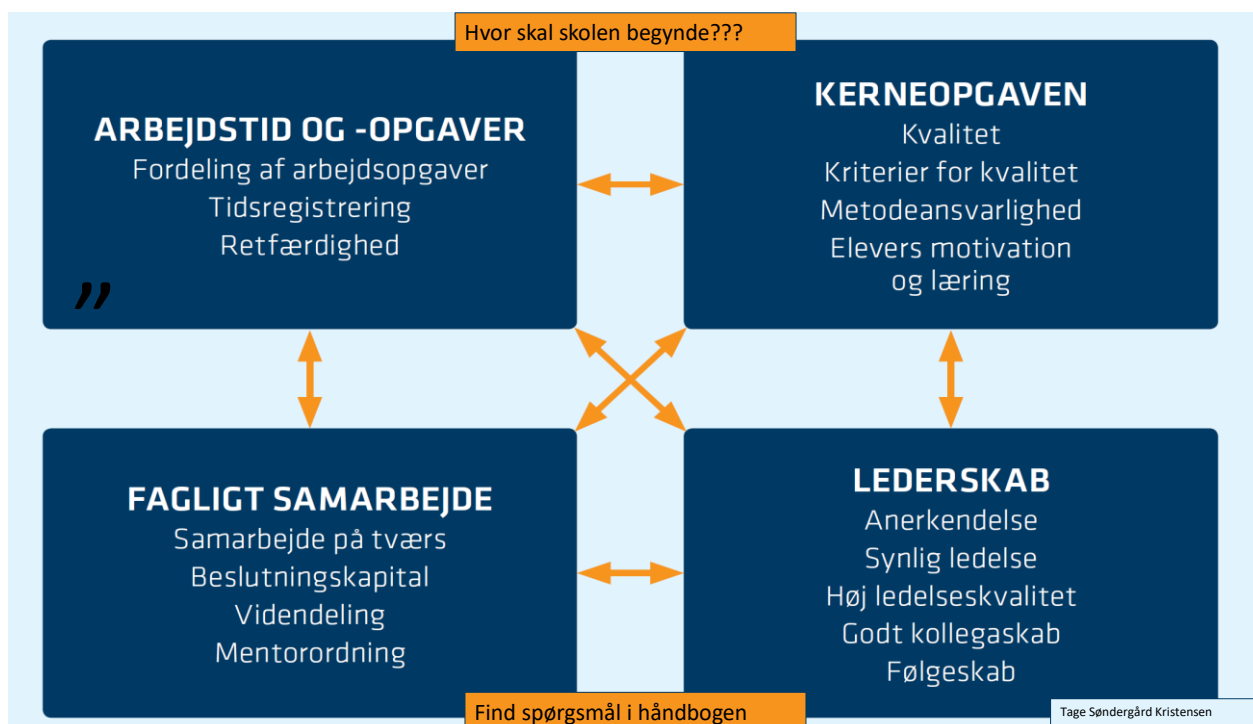 Hvor skal skolen begynde???
ARBEJDSTID OG -OPGAVER
Fordeling af arbejdsopgaver
Tidsregistrering
Retfærdighed
”
KERNEOPGAVEN
Kvalitet
Kriterier for kvalitet
Metodeansvarlighed
Elevers motivation
og læring
FAGLIGT SAMARBEJDE
Samarbejde på tværs
Beslutningskapital
Videndeling
Mentorordning
LEDERSKAB
Anerkendelse
Synlig ledelse
Høj ledelseskvalitet
Godt kollegaskab
Følgeskab
Find spørgsmål i håndbogen
Tage Søndergård Kristensen